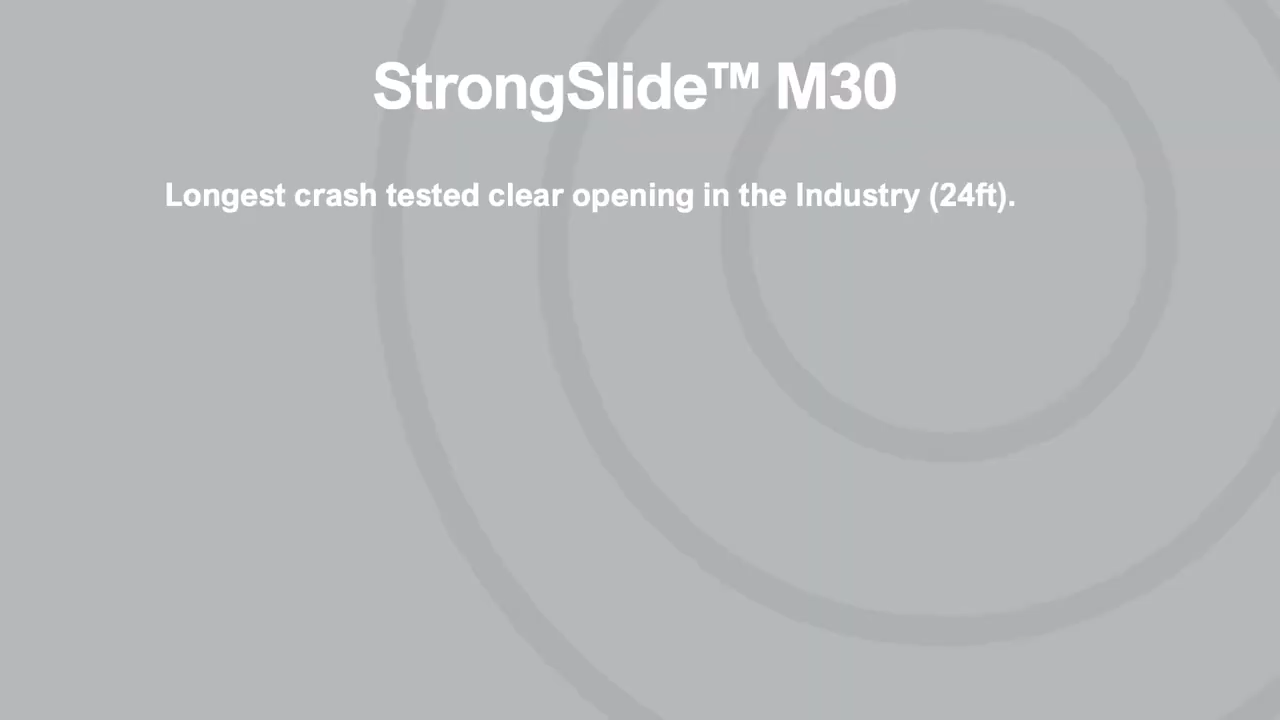 StrongSlide™ M30
Longest crash tested clear opening in the Industry (24ft).